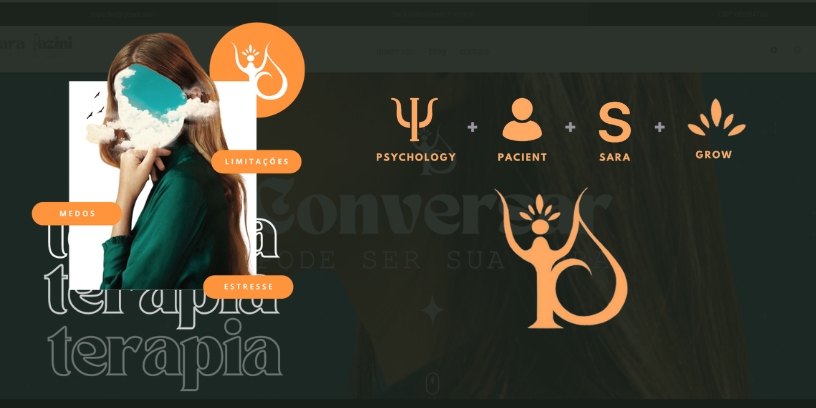 LIMITAÇÕES
MEDOS
ESTRESSE
terapia
terapia
terapia
PSYCHOLOGY + PACIENT + S SARA + GROW
Conversar
PODE SER SUA